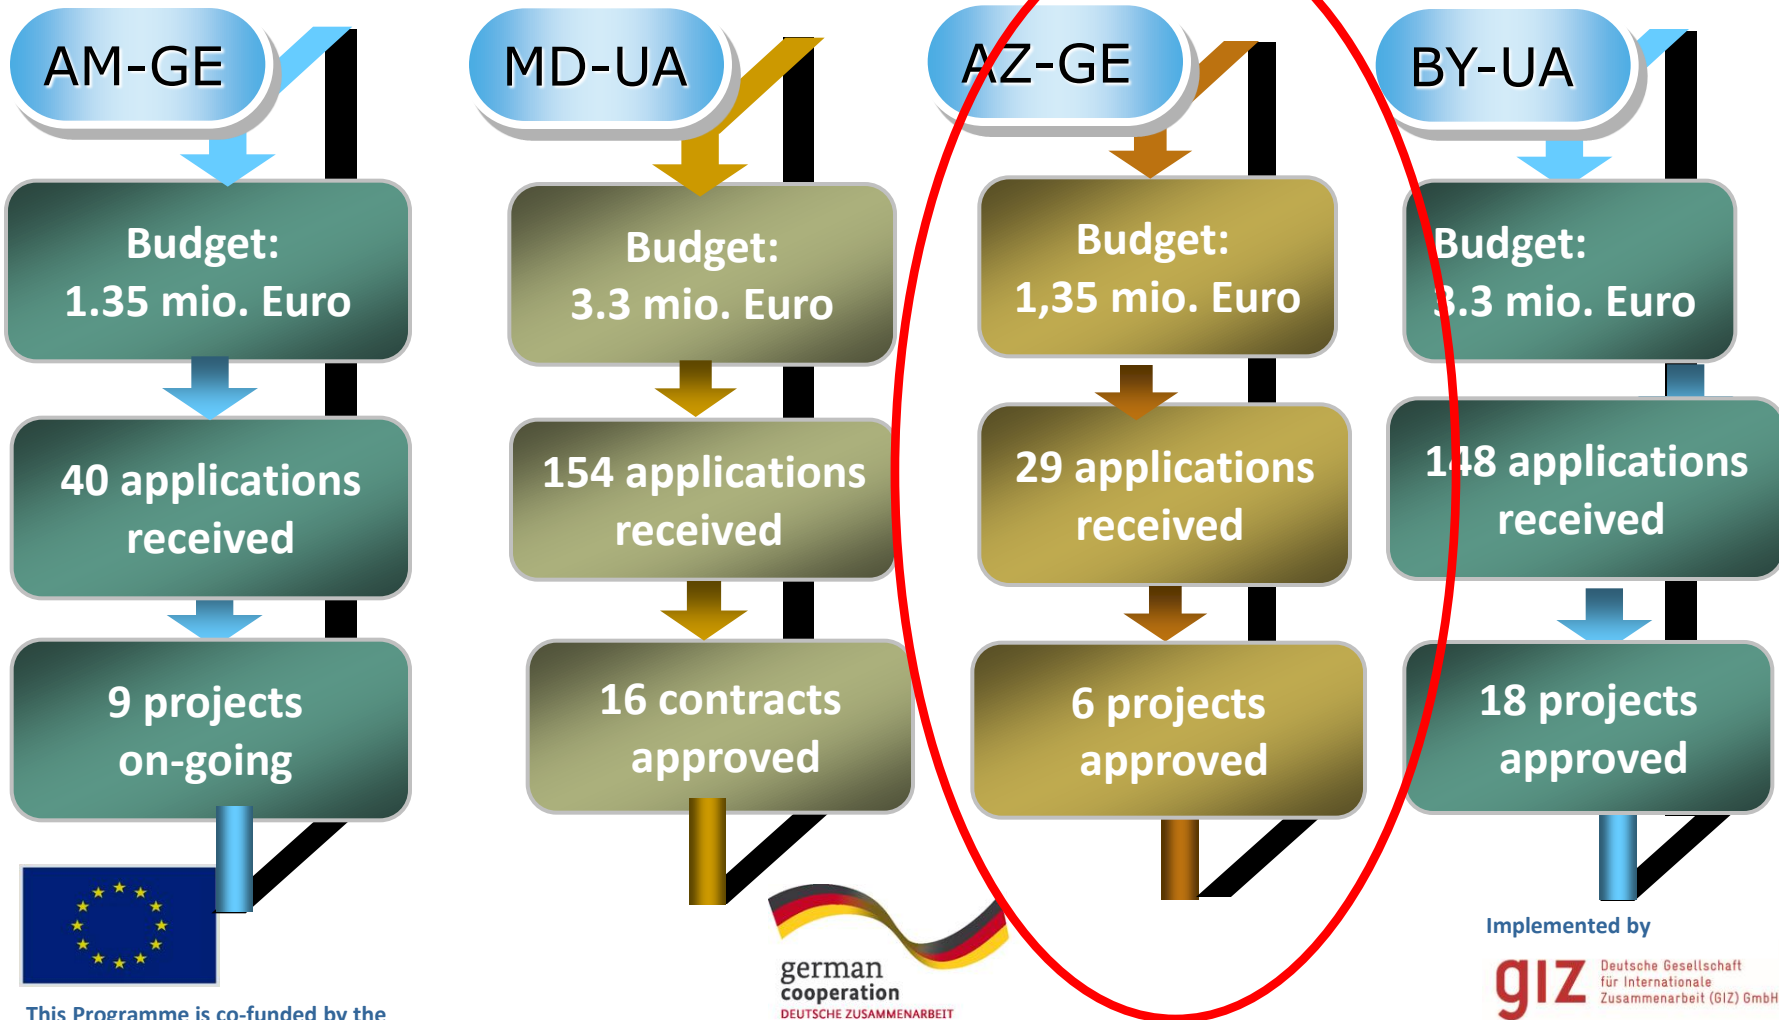 AM-GE
Budget:
1.35 mio. Euro
40 applications
received
9 projects
on-going
MD-UA
Budget:
3.3 mio. Euro
154 applications
received
16 contracts
approved
AZ-GE
Budget:
1,35 mio. Euro
29 applications
received
6 projects
approved
BY-UA
Budget:
3.3 mio. Euro
148 applications
received
18 projects
approved
This Programme is co-funded by the
german
cooperation
DEUTSCHE ZUSAMMENARBEIT
Implemented by
giz
Deutsche Gesellschaft
für Internationale
Zusammenarbeit (GIZ) GmbH